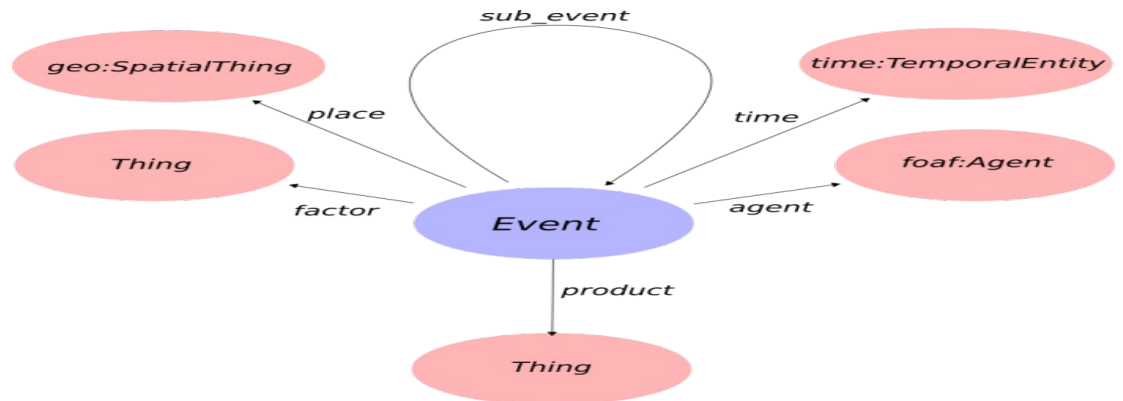 sub_event
geo:SpatialThing
time:TemporalEntity
place
time
Thing
foaf:Agent
factor
agent
Event
product
Thing